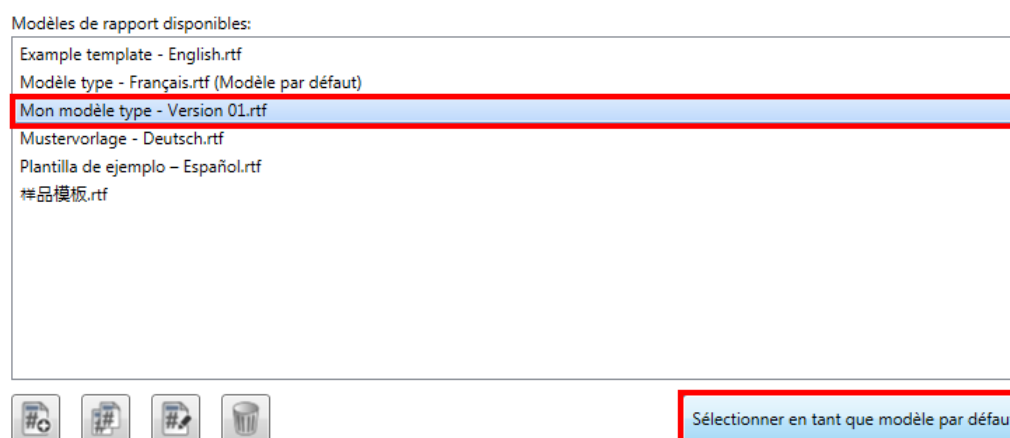 Modèles de rapport disponibles:
Example template - English.rtf
Modèle type - Français.rtf (Modèle par défaut)
Mon modèle type - Version 01.rtf
Mustervorlage - Deutsch.rtf
Plantilla de ejemplo – Español.rtf
样品模板.rtf
Sélectionner en tant que modèle par défau